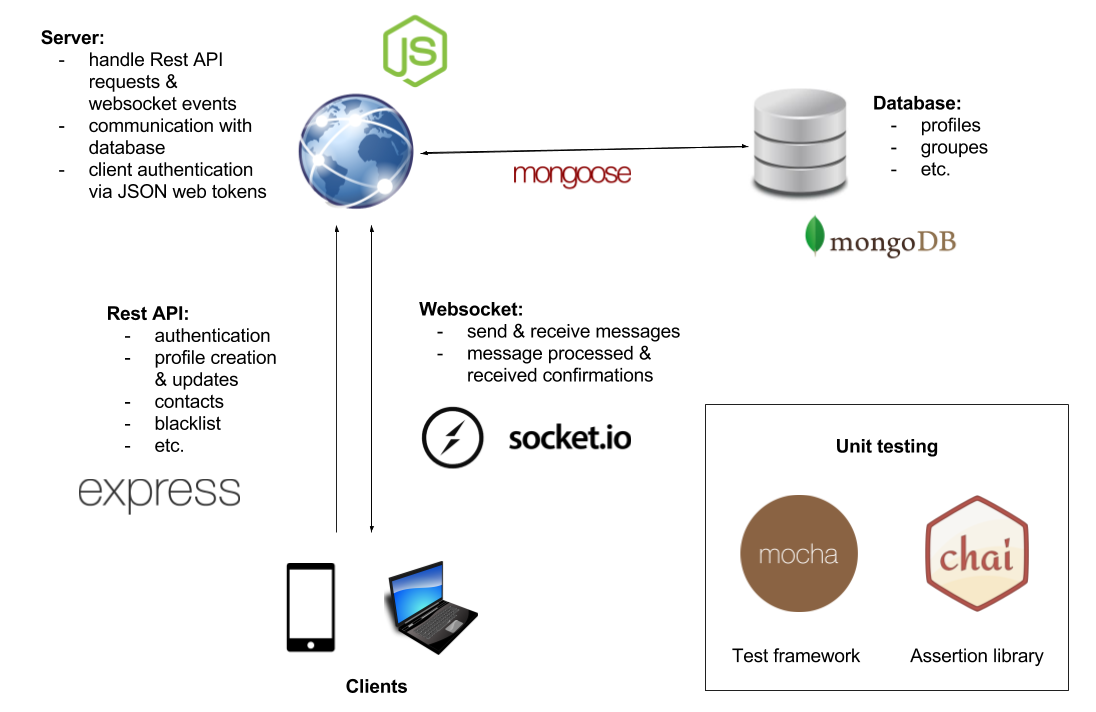 JS
Server:
- handle Rest API
requests &
websocket events
- communication with
database
- client authentication
via JSON web tokens
mongoose
Database:
- profiles
- groupes
- etc.
mongoDB
Rest API:
- authentication
- profile creation
& updates
- contacts
- blacklist
- etc.
express
Websocket:
- send & receive messages
- message processed &
received confirmations
socket.io
Clients
Unit testing
mocha
chai
Test framework
Assertion library